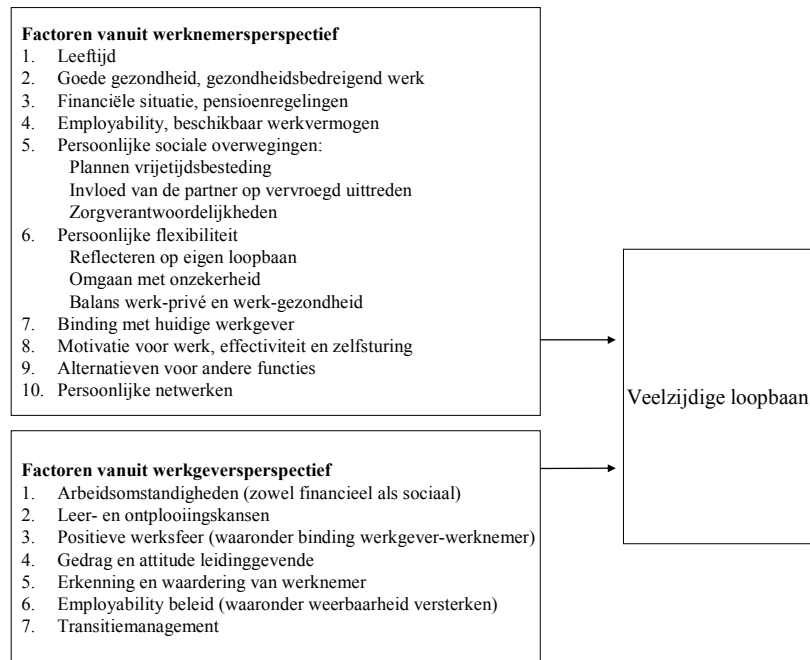 Factoren vanuit werknemersperspectief
1. Leeftijd
2. Goede gezondheid, gezondheidsbedreigend werk
3. Financiële situatie, pensioenregelingen
4. Employability, beschikbaar werkvermogen
5. Persoonlijke sociale overwegingen:
Plannen vrijetijdsbesteding
Invloed van de partner op vervroegd uittreden
Zorgverantwoordelijkheden
6. Persoonlijke flexibiliteit
Reflecteren op eigen loopbaan
Omgaan met onzekerheid
Balans werk-privé en werk-gezondheid
7. Binding met huidige werkgever
8. Motivatie voor werk, effectiviteit en zelfsturing
9. Alternatieven voor andere functies
10. Persoonlijke netwerken
Factoren vanuit werkgeversperspectief
1. Arbeidsomstandigheden (zowel financieel als sociaal)
2. Leer- en ontplooiingskansen
3. Positieve werksfeer (waaronder binding werkgever-werknemer)
4. Gedrag en attitude leidinggevende
5. Erkenning en waardering van werknemer
6. Employability beleid (waaronder weerbaarheid versterken)
7. Transitiemanagement
Veelzijdige loopbaan